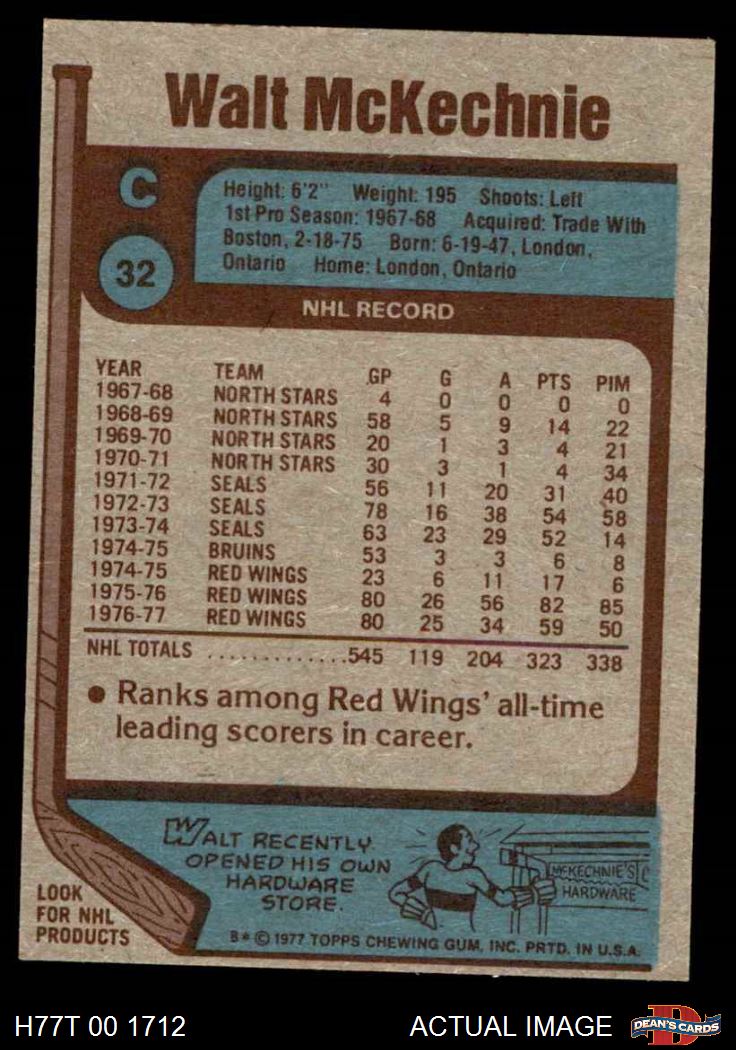 Walt McKechnie
C
32
Height: 6'2" Weight: 195 Shoots: Left
1st Pro Season: 1967-68 Acquired: Trade With
Boston, 2-18-75 Born: 6-19-47, London,
Ontario Home: London, Ontario
NHL RECORD
YEAR TEAM GP G A PTS PIM
1967-68 NORTH STARS 4 0 0 0 0
1968-69 NORTH STARS 58 5 9 14 22
1969-70 NORTH STARS 20 1 3 4 21
1970-71 NORTH STARS 30 3 1 4 34
1971-72 SEALS 56 11 20 31 40
1972-73 SEALS 78 16 38 54 58
1973-74 SEALS 63 23 29 52 14
1974-75 BRUINS 53 3 3 6 8
1974-75 RED WINGS 23 6 11 17 6
1975-76 RED WINGS 80 26 56 82 85
1976-77 RED WINGS 80 25 34 59 50
NHL TOTALS .............545 119 204 323 338
● Ranks among Red Wings' all-time
leading scorers in career.
WALT RECENTLY
OPENED HIS OWN
HARDWARE
STORE.
McKECHNIE'S
HARDWARE
LOOK
FOR NHL
PRODUCTS
B* © 1977 TOPPS CHEWING GUM, INC. PRTD. IN U.S.A.
H77T 00 1712 ACTUAL IMAGE
D
DEAN'S CARDS